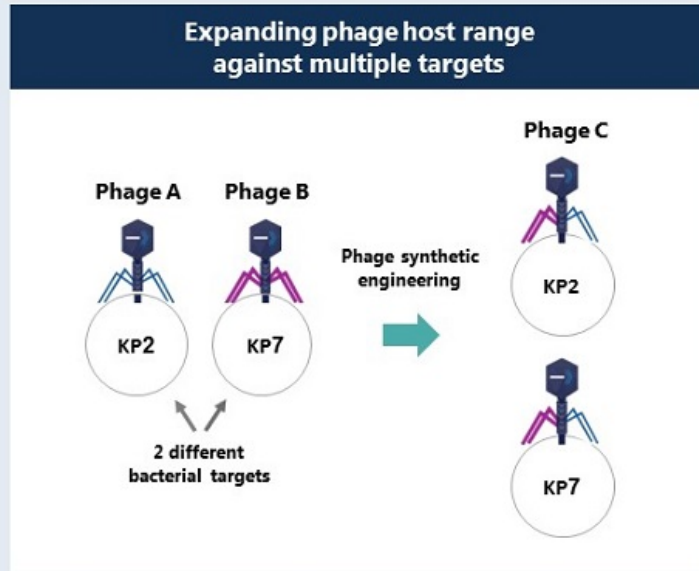 Expanding phage host range
against multiple targets
Phage A
Phage B
KP2
KP7
2 different
bacterial targets
Phage synthetic
engineering
Phage C
KP2
KP7